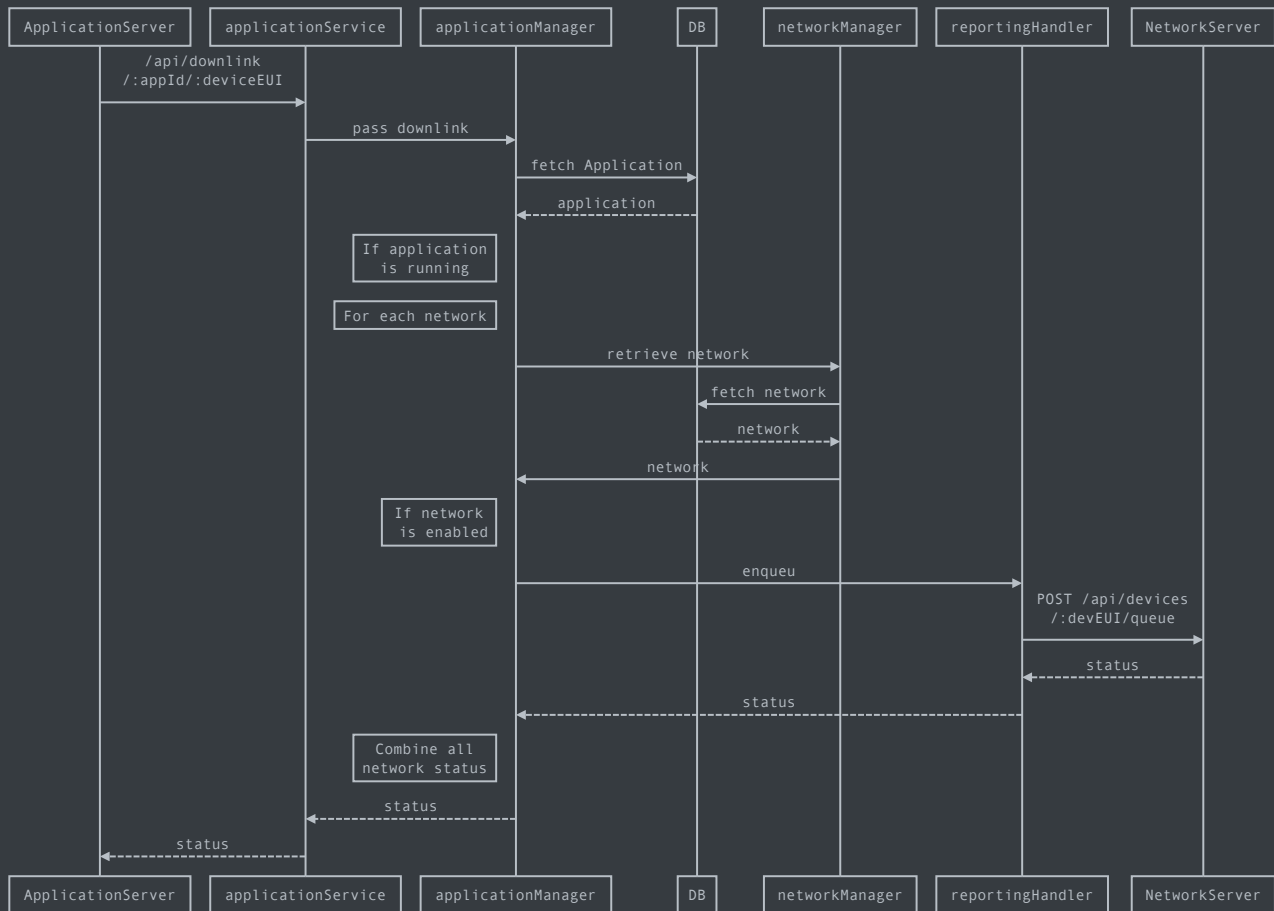 ApplicationServer applicationService applicationManager DB networkManager reportingHandler NetworkServer
/api/downlink
/:appId/:deviceEUI
pass downlink
fetch Application
application
If application
is running
For each network
retrieve network
fetch network
network
network
If network
is enabled
enqueu
POST /api/devices
/:devEUI/queue
status
status
Combine all
network status
status
status
ApplicationServer applicationService applicationManager DB networkManager reportingHandler NetworkServer